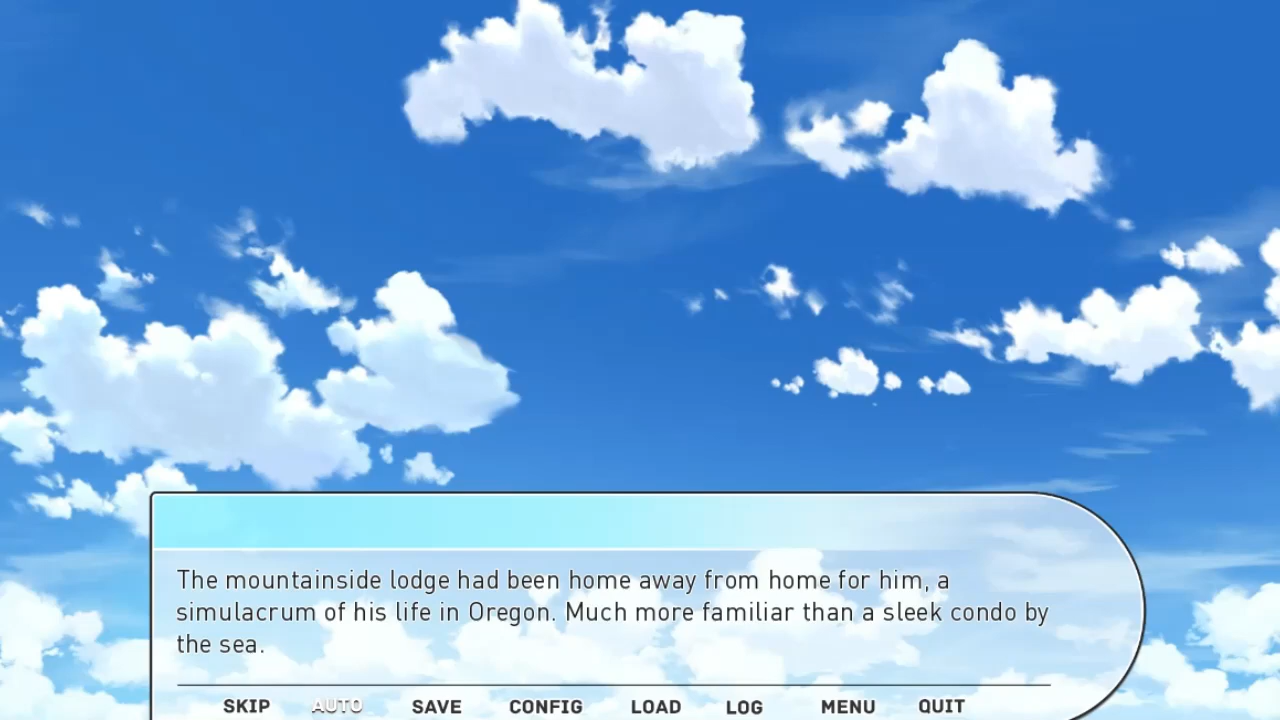 The mountainside lodge had been home away from home for him, a
simulacrum of his life in Oregon. Much more familiar than a sleek condo by
the sea.
SKIP AUTO SAVE CONFIG LOAD LOG MENU QUIT